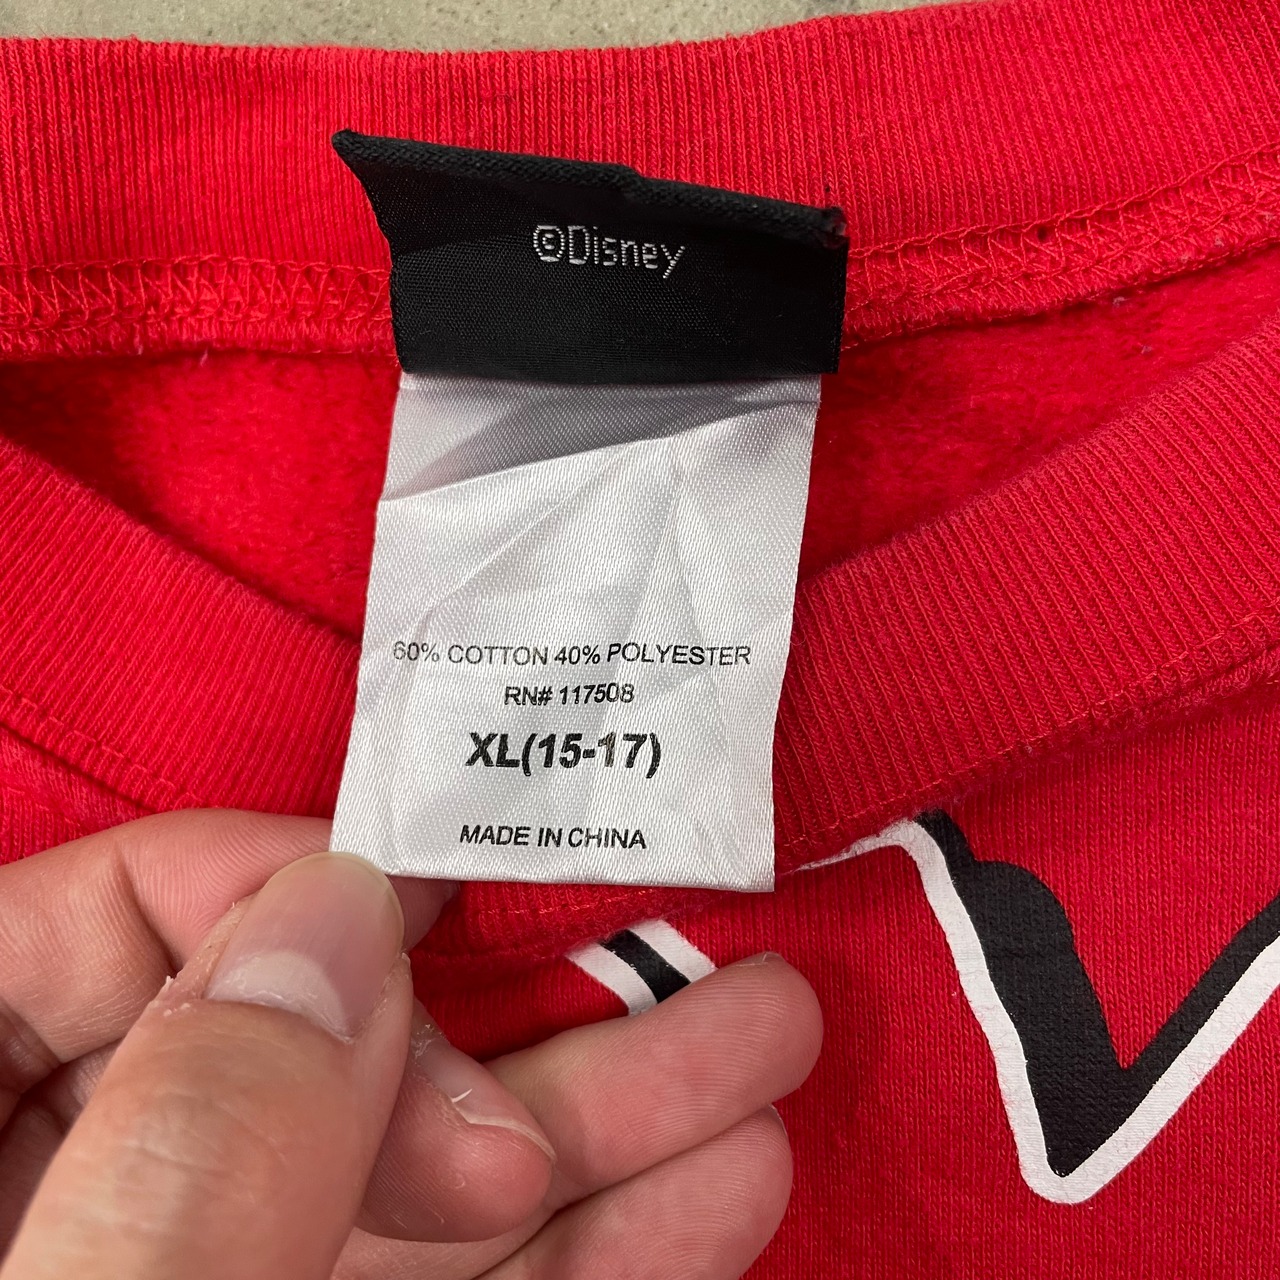 ©Disney
60% COTTON 40% POLYESTER
RN# 117508
XL(15-17)
MADE IN CHINA